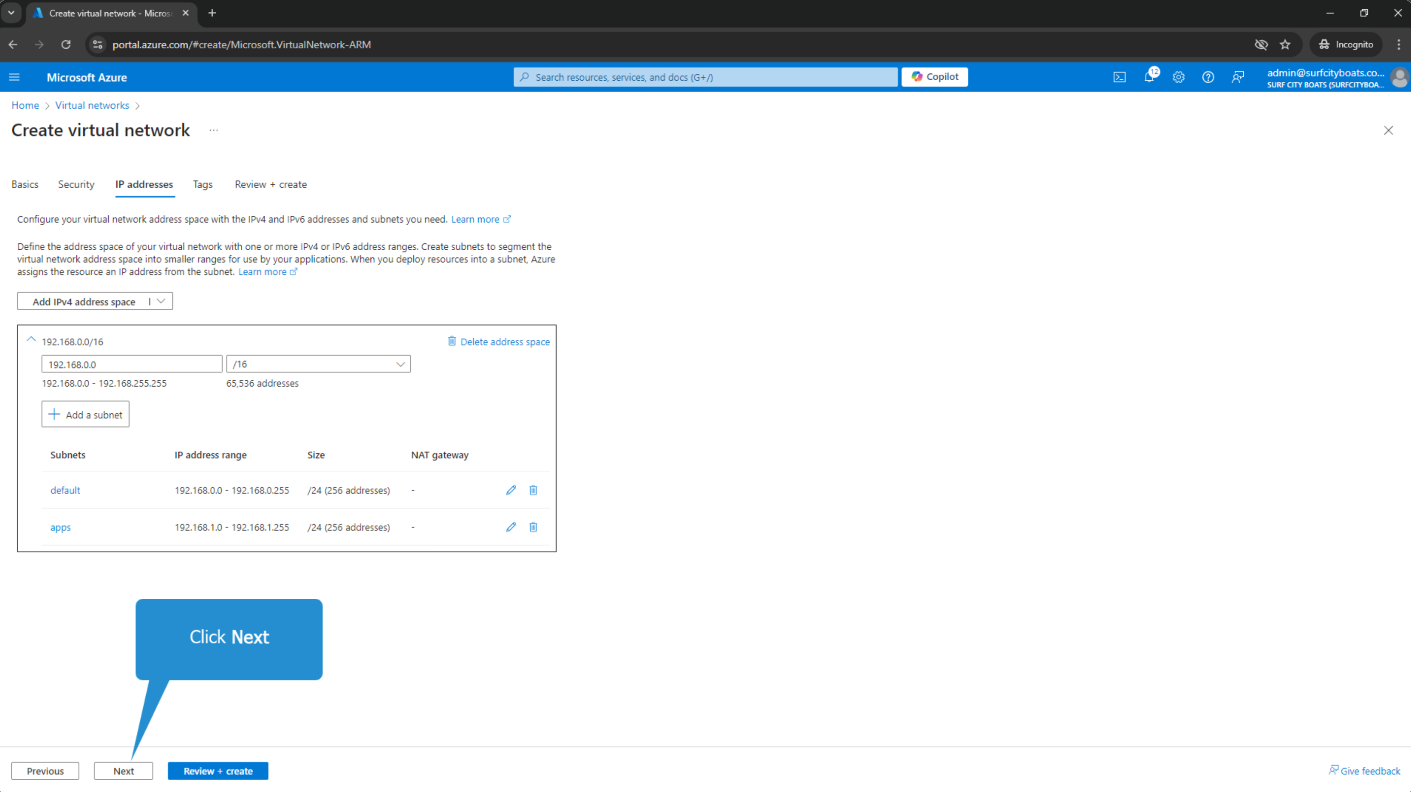 Create virtual network - Micros
portal.azure.com/#create/Microsoft.VirtualNetwork-ARM
Incognito
Microsoft Azure
Search resources, services, and docs (G+/)
Copilot
12
admin@surfcityboats.co...
SURF CITY BOATS (SURFCITYBOA...
Home > Virtual networks >
Create virtual network ...
Basics Security IP addresses Tags Review + create
Configure your virtual network address space with the IPv4 and IPv6 addresses and subnets you need. Learn more
Define the address space of your virtual network with one or more IPv4 or IPv6 address ranges. Create subnets to segment the
virtual network address space into smaller ranges for use by your applications. When you deploy resources into a subnet, Azure
assigns the resource an IP address from the subnet. Learn more
Add IPv4 address space |
192.168.0.0/16 Delete address space
192.168.0.0 /16
192.168.0.0 - 192.168.255.255 65,536 addresses
+ Add a subnet
Subnets IP address range Size NAT gateway
default 192.168.0.0 - 192.168.0.255 /24 (256 addresses) -
apps 192.168.1.0 - 192.168.1.255 /24 (256 addresses) -
Click Next
Previous Next Review + create Give feedback